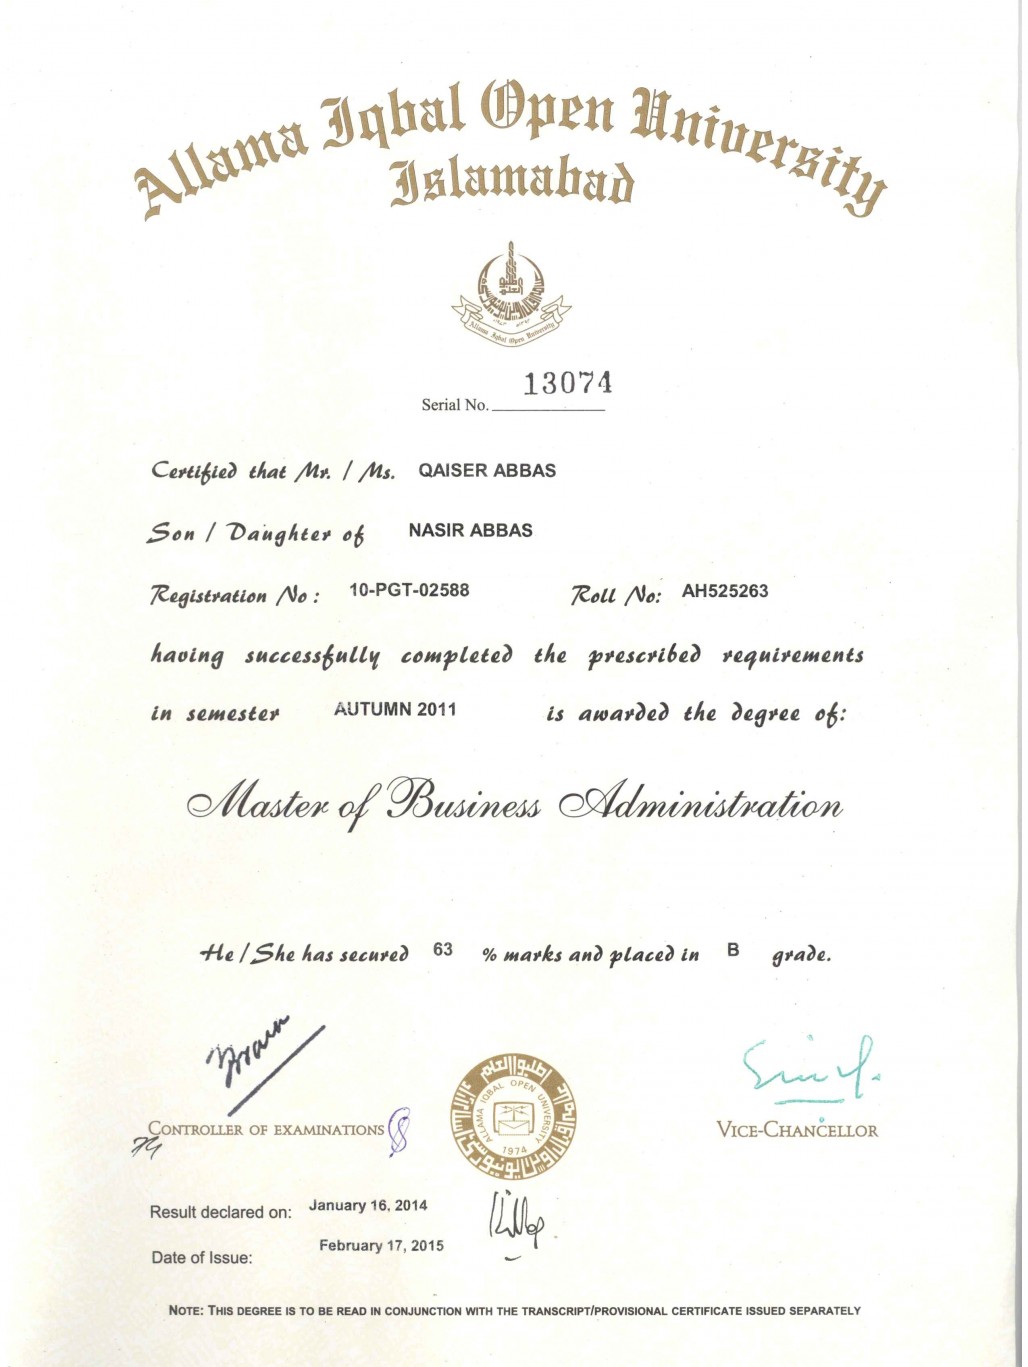 Allama Iqbal Open University
Islamabad
Allama Iqbal Open University
Serial No. 13074
Certified that Mr. / Ms. QAISER ABBAS
Son / Daughter of NASIR ABBAS
Registration No : 10-PGT-02588 Roll No: AH525263
having successfully completed the prescribed requirements
in semester AUTUMN 2011 is awarded the degree of:
Master of Business Administration
He / She has secured 63 % marks and placed in B grade.
ALLAMA IQBAL OPEN UNIVERSITY
1974
CONTROLLER OF EXAMINATIONS
VICE-CHANCELLOR
Result declared on: January 16, 2014
Date of Issue: February 17, 2015
NOTE: THIS DEGREE IS TO BE READ IN CONJUNCTION WITH THE TRANSCRIPT/PROVISIONAL CERTIFICATE ISSUED SEPARATELY